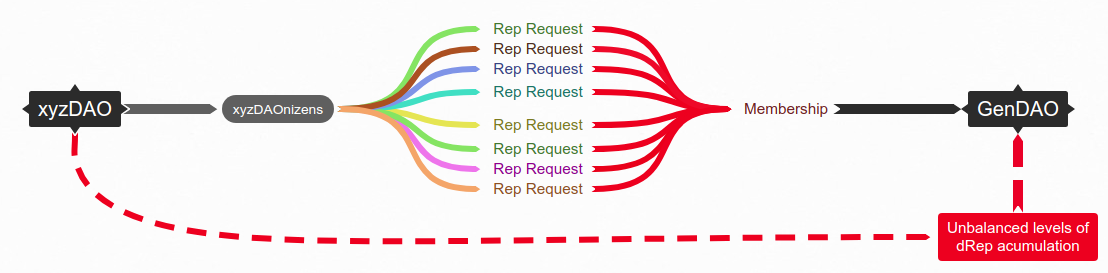 xyzDAO
xyzDAOnizens
Rep Request
Rep Request
Rep Request
Rep Request
Rep Request
Rep Request
Rep Request
Rep Request
Membership
GenDAO
Unbalanced levels of
dRep acumulation